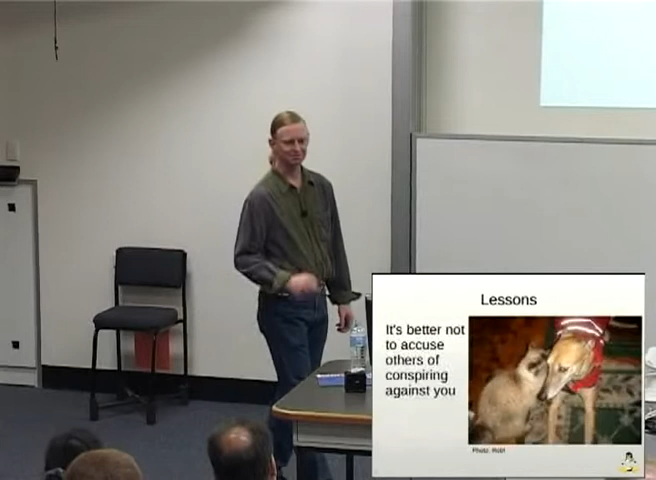 Lessons
It's better not
to accuse
others of
conspiring
against you
Photo: Rob!